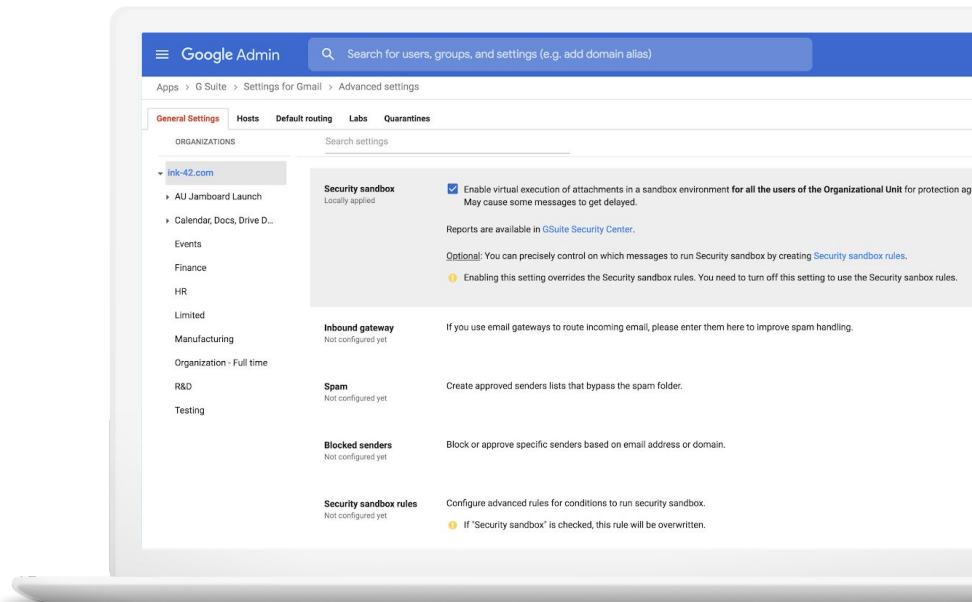 Google Admin
Search for users, groups, and settings (e.g. add domain alias)
Apps > G Suite > Settings for Gmail > Advanced settings
General Settings Hosts Default routing Labs Quarantines
ORGANIZATIONS
Search settings
ink-42.com
AU Jamboard Launch
Calendar, Docs, Drive D...
Events
Finance
HR
Limited
Manufacturing
Organization - Full time
R&D
Testing
Security sandbox
Locally applied
Enable virtual execution of attachments in a sandbox environment for all the users of the Organizational Unit for protection ag
May cause some messages to get delayed.
Reports are available in GSuite Security Center.
Optional: You can precisely control on which messages to run Security sandbox by creating Security sandbox rules.
Enabling this setting overrides the Security sandbox rules. You need to turn off this setting to use the Security sanbox rules.
Inbound gateway
Not configured yet
If you use email gateways to route incoming email, please enter them here to improve spam handling.
Spam
Not configured yet
Create approved senders lists that bypass the spam folder.
Blocked senders
Not configured yet
Block or approve specific senders based on email address or domain.
Security sandbox rules
Not configured yet
Configure advanced rules for conditions to run security sandbox.
If "Security sandbox" is checked, this rule will be overwritten.